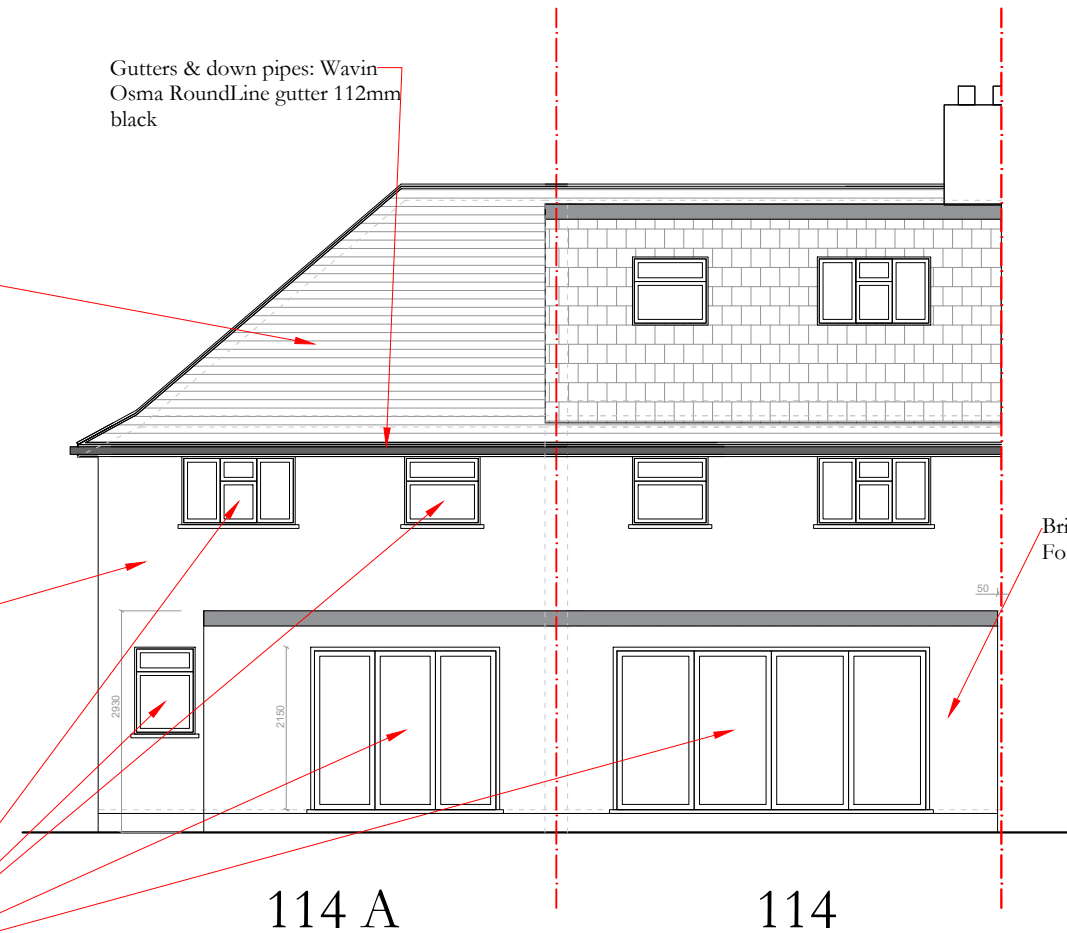 Gutters & down pipes: Wavin
Osma RoundLine gutter 112mm
black
50
2930
2150
114 A
114